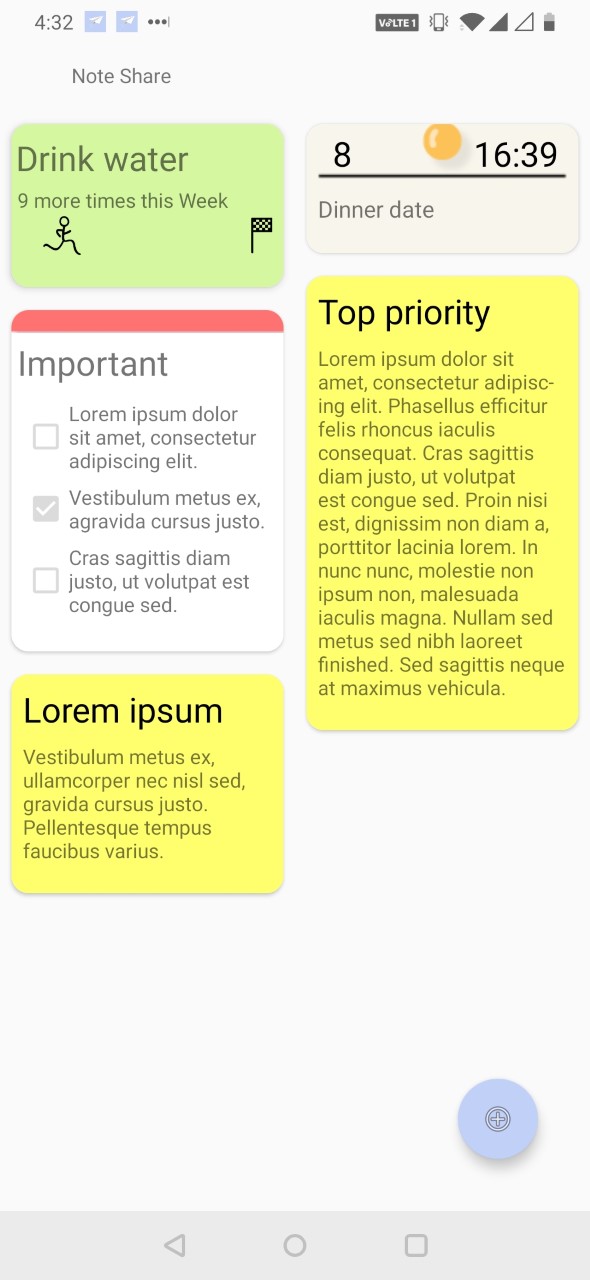 4:32
VoLTE 1
Note Share
Drink water
9 more times this Week
Important
Lorem ipsum dolor
sit amet, consectetur
adipiscing elit.
Vestibulum metus ex,
agravida cursus justo.
Cras sagittis diam
justo, ut volutpat est
congue sed.
Lorem ipsum
Vestibulum metus ex,
ullamcorper nec nisl sed,
gravida cursus justo.
Pellentesque tempus
faucibus varius.
8 16:39
Dinner date
Top priority
Lorem ipsum dolor sit
amet, consectetur adipisc-
ing elit. Phasellus efficitur
felis rhoncus iaculis
consequat. Cras sagittis
diam justo, ut volutpat
est congue sed. Proin nisi
est, dignissim non diam a,
porttitor lacinia lorem. In
nunc nunc, molestie non
ipsum non, malesuada
iaculis magna. Nullam sed
metus sed nibh laoreet
finished. Sed sagittis neque
at maximus vehicula.